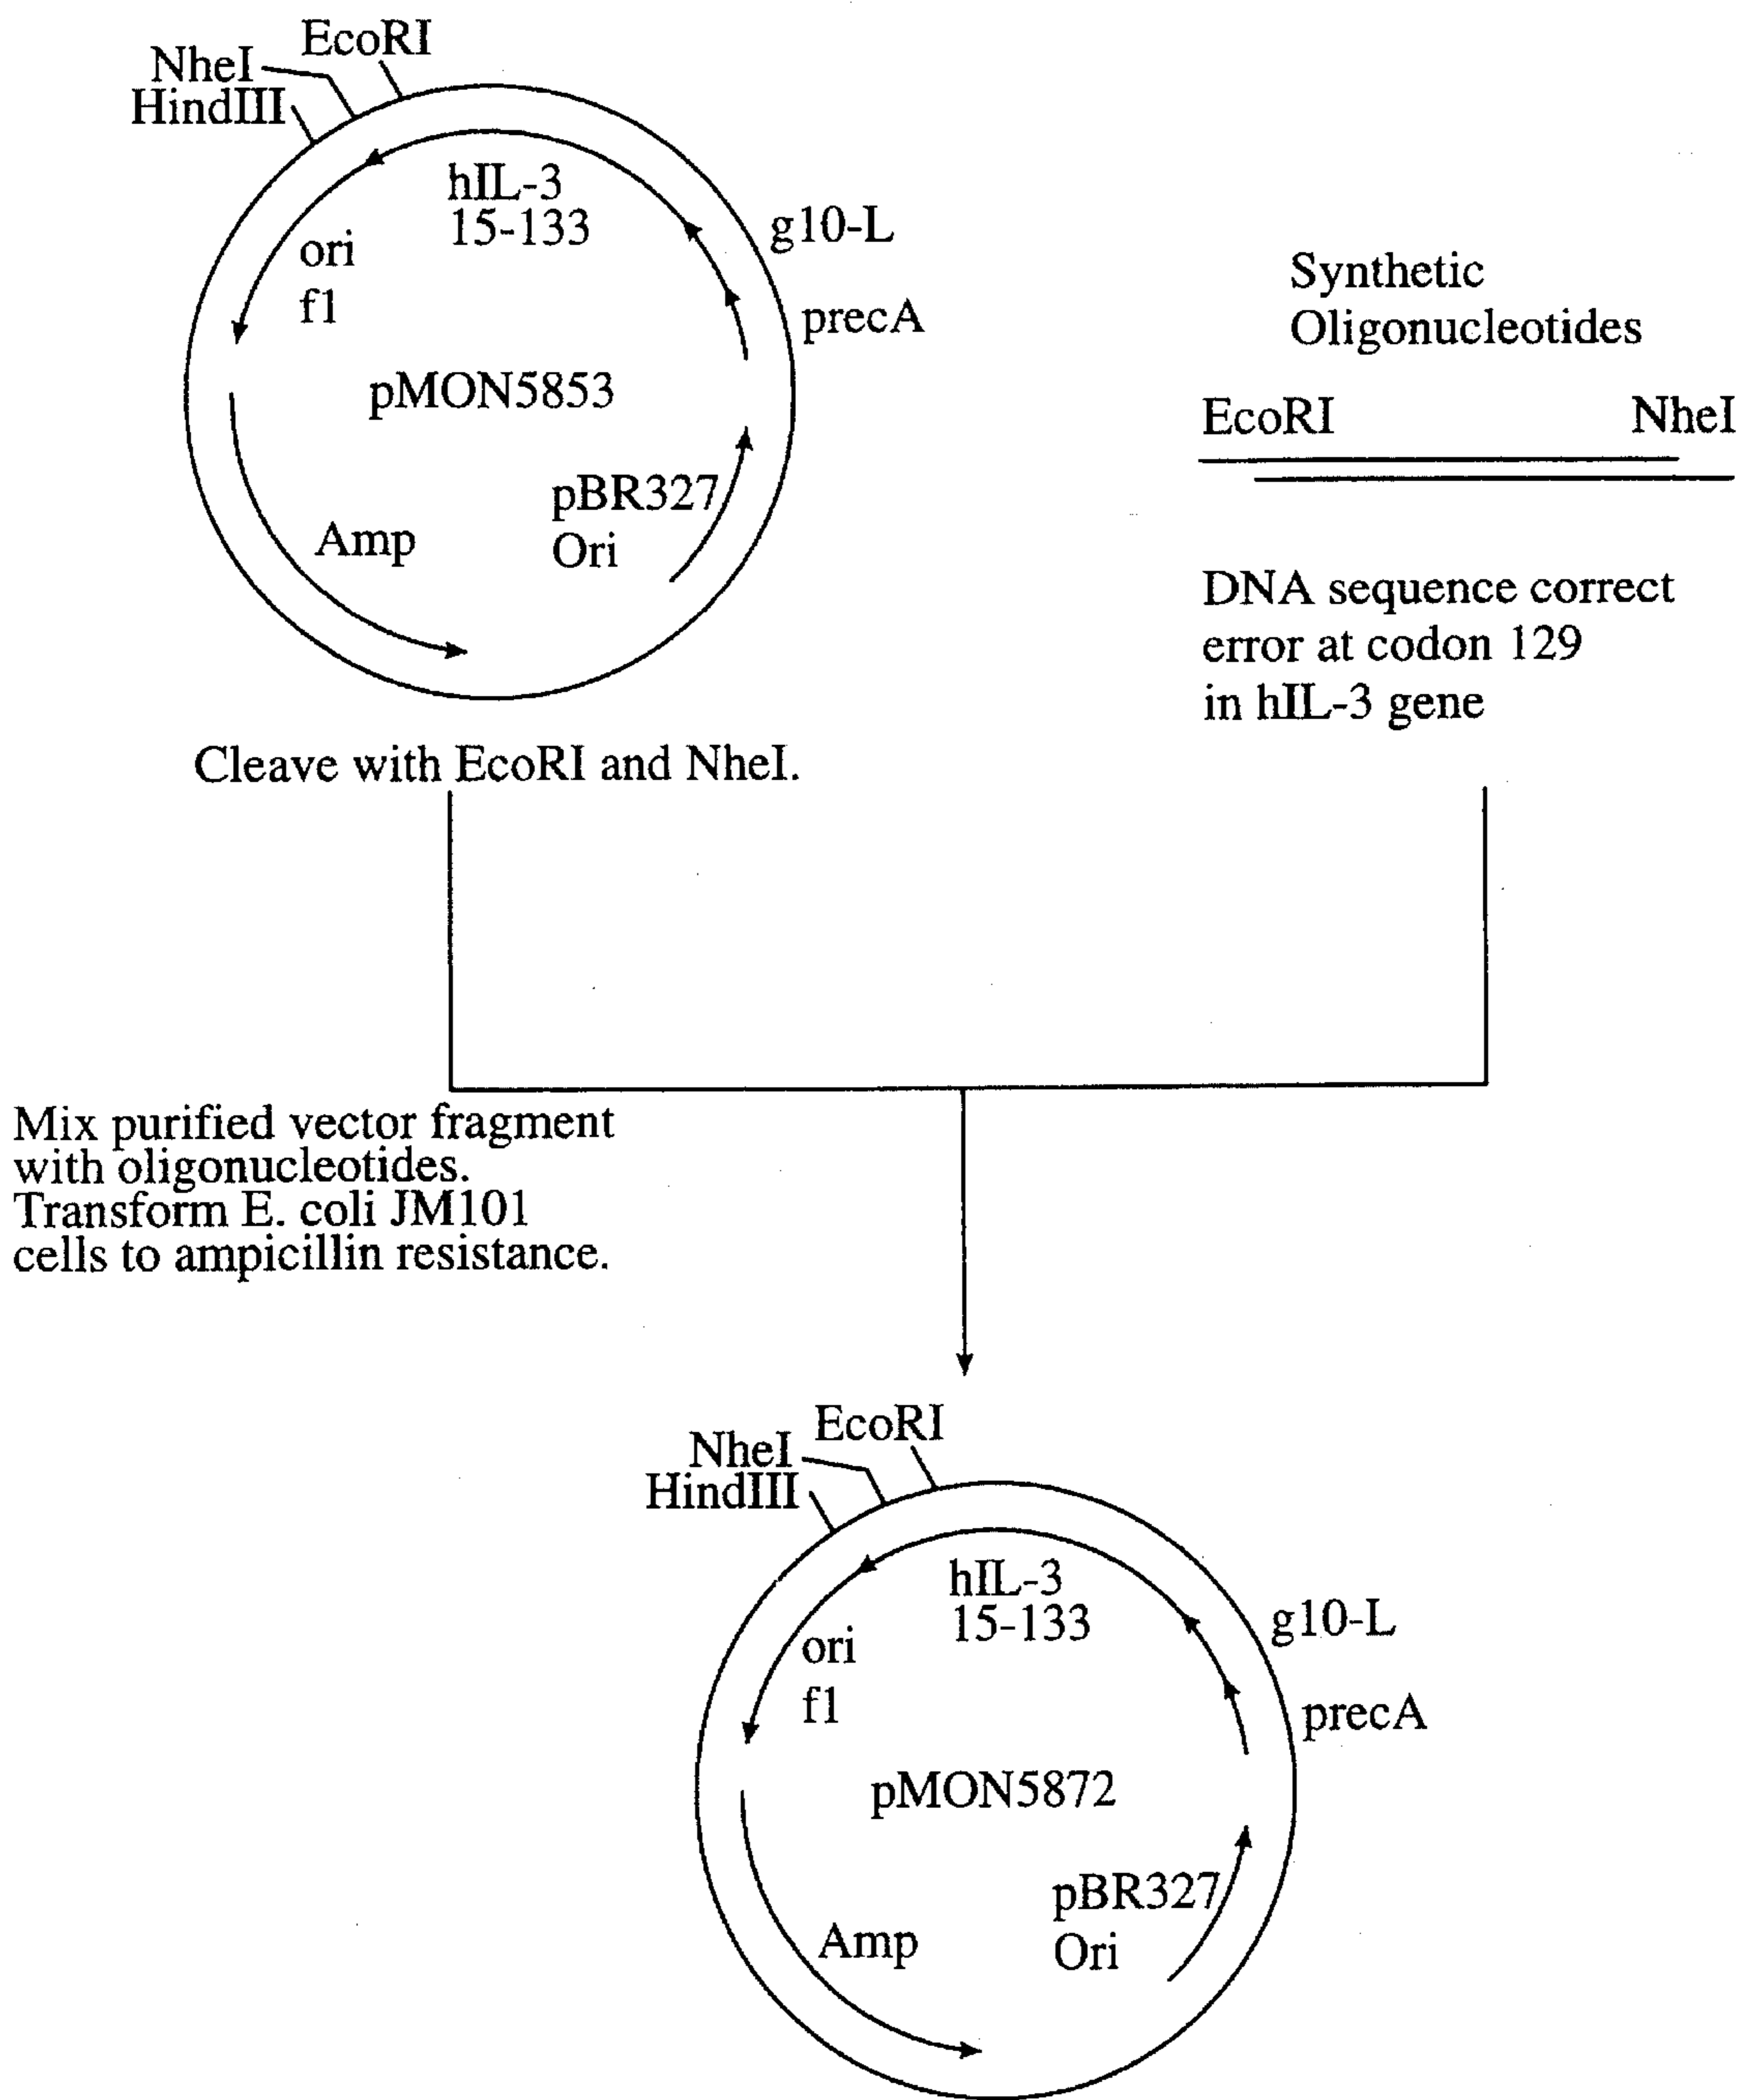 EcoRI
NheI
HindIII
hIL-3
15-133
g10-L
ori
f1
precA
pMON5853
pBR327
Ori
Amp
Synthetic
Oligonucleotides
EcoRI NheI
DNA sequence correct
error at codon 129
in hIL-3 gene
Cleave with EcoRI and NheI.
Mix purified vector fragment
with oligonucleotides.
Transform E. coli JM101
cells to ampicillin resistance.
EcoRI
NheI
HindIII
hIL-3
15-133
g10-L
ori
f1
precA
pMON5872
pBR327
Ori
Amp